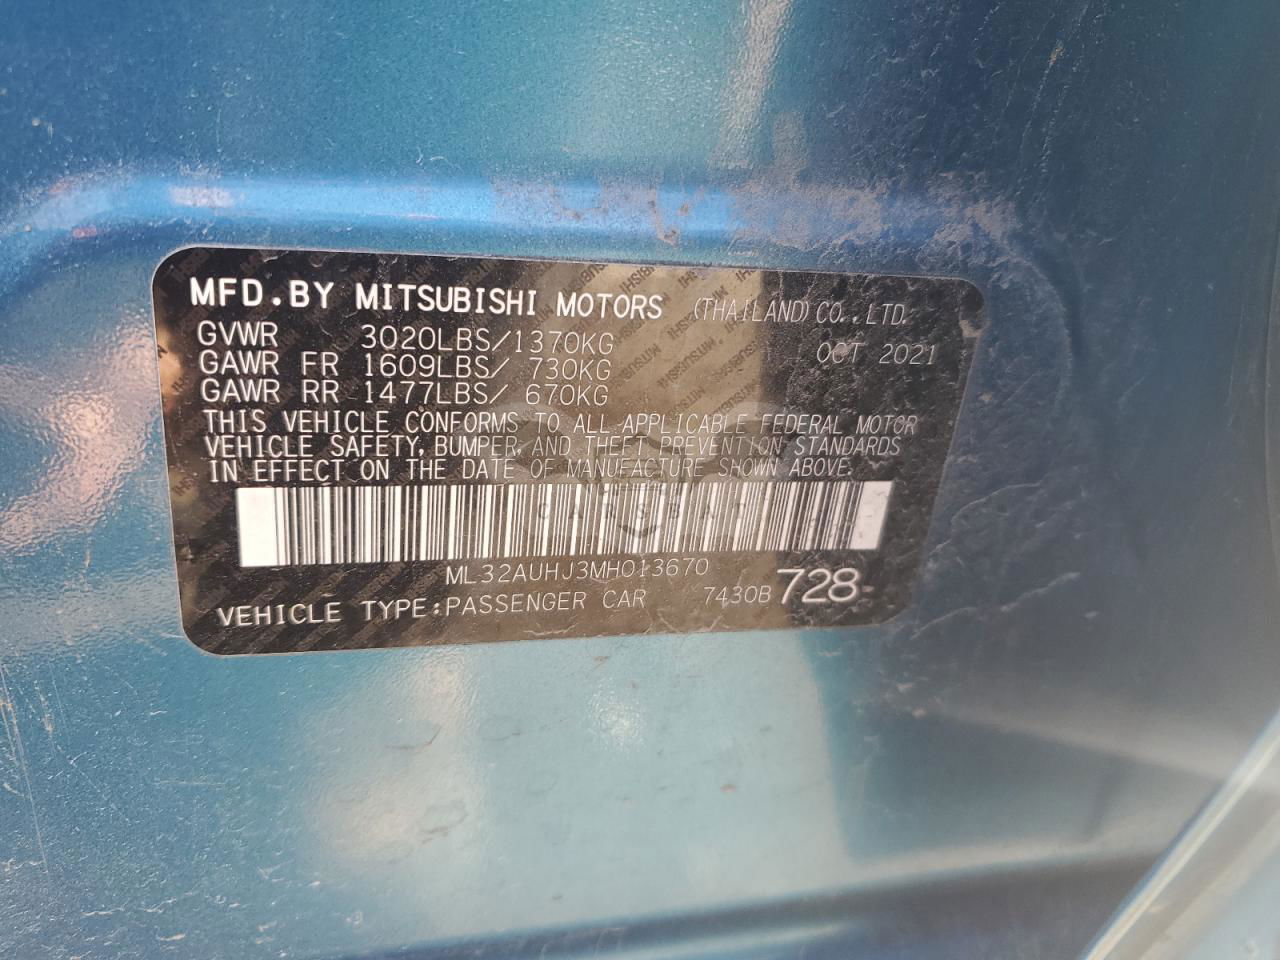 MFD.BY MITSUBISHI MOTORS (THAILAND) CO.,LTD.
GVWR 3020LBS/1370KG OCT 2021
GAWR FR 1609LBS/ 730KG
GAWR RR 1477LBS/ 670KG
THIS VEHICLE CONFORMS TO ALL APPLICABLE FEDERAL MOTOR
VEHICLE SAFETY, BUMPER, AND THEFT PREVENTION STANDARDS
IN EFFECT ON THE DATE OF MANUFACTURE SHOWN ABOVE.
CARSBAT
ML32AUHJ3MH013670
VEHICLE TYPE:PASSENGER CAR 7430B 728